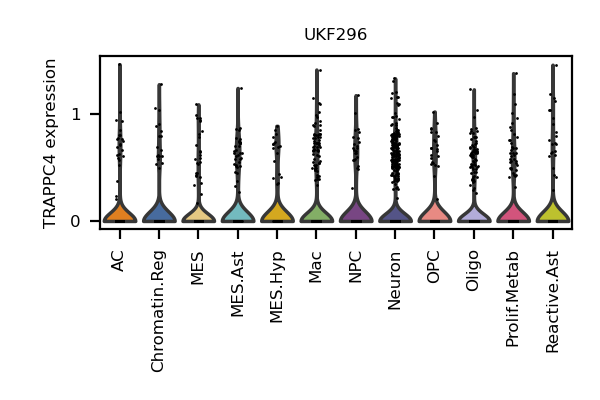 UKF296
TRAPPC4 expression
1
0
AC
Chromatin.Reg
MES
MES.Ast
MES.Hyp
Mac
NPC
Neuron
OPC
Oligo
Prolif.Metab
Reactive.Ast